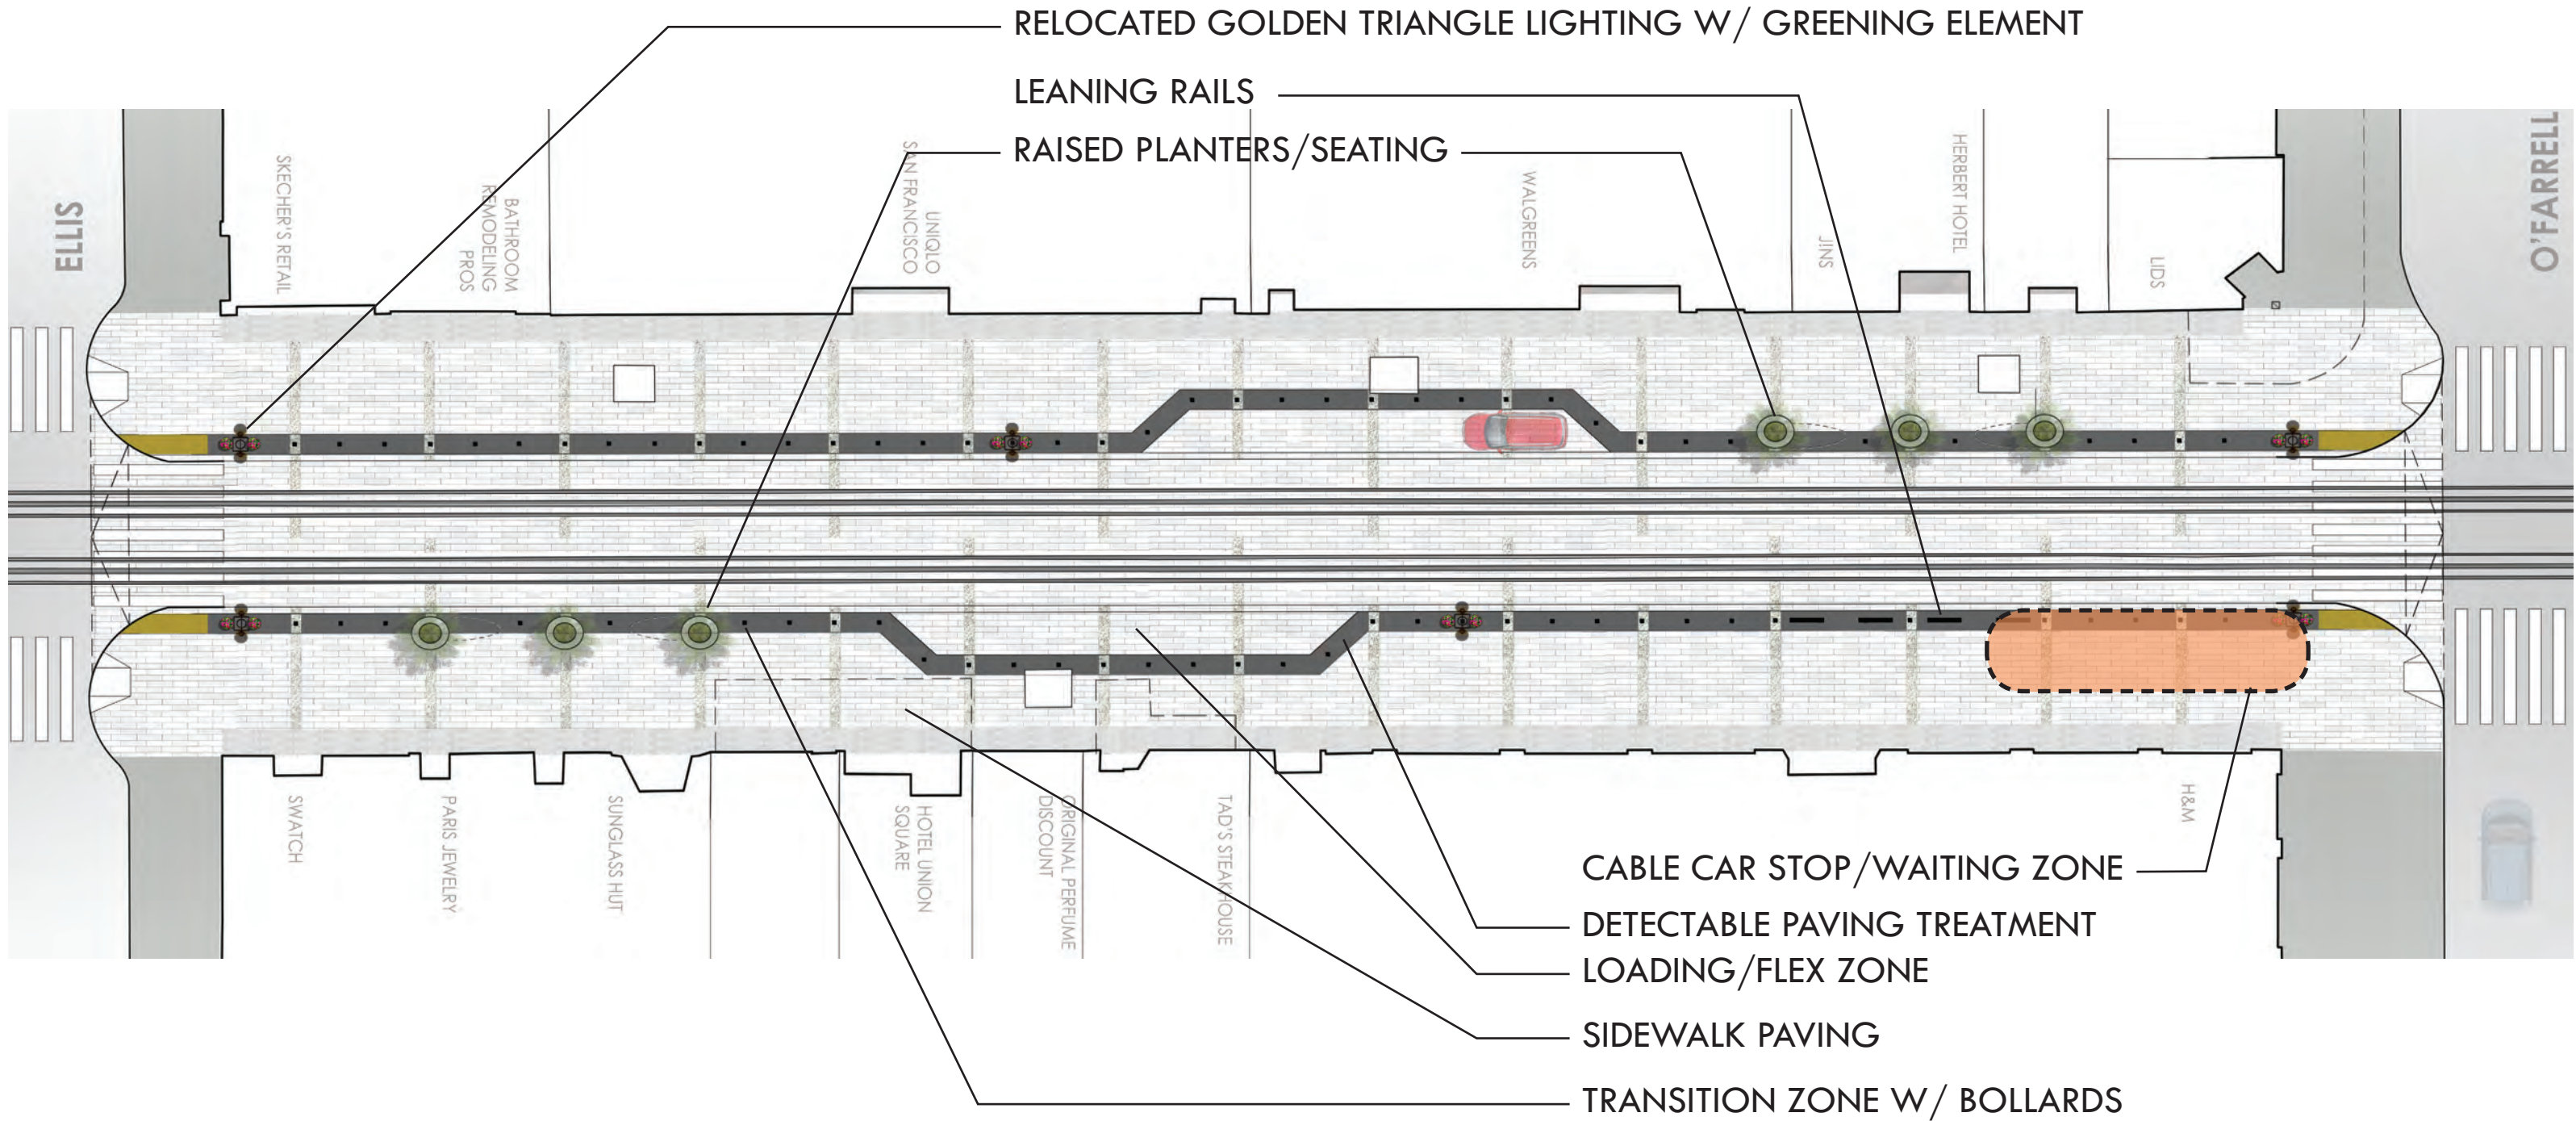 RELOCATED GOLDEN TRIANGLE LIGHTING W/ GREENING ELEMENT
LEANING RAILS
RAISED PLANTERS/SEATING
ELLIS
SKECHER'S RETAIL
BATHROOM
REMODELING
PROS
UNIQLO
SAN FRANCISCO
WALGREENS
JINS
HERBERT HOTEL
LIDS
O'FARRELL
SWATCH
PARIS JEWELRY
SUNGLASS HUT
HOTEL UNION
SQUARE
ORIGINAL PERFUME
DISCOUNT
TAD'S STEAKHOUSE
H&M
CABLE CAR STOP/WAITING ZONE
DETECTABLE PAVING TREATMENT
LOADING/FLEX ZONE
SIDEWALK PAVING
TRANSITION ZONE W/ BOLLARDS